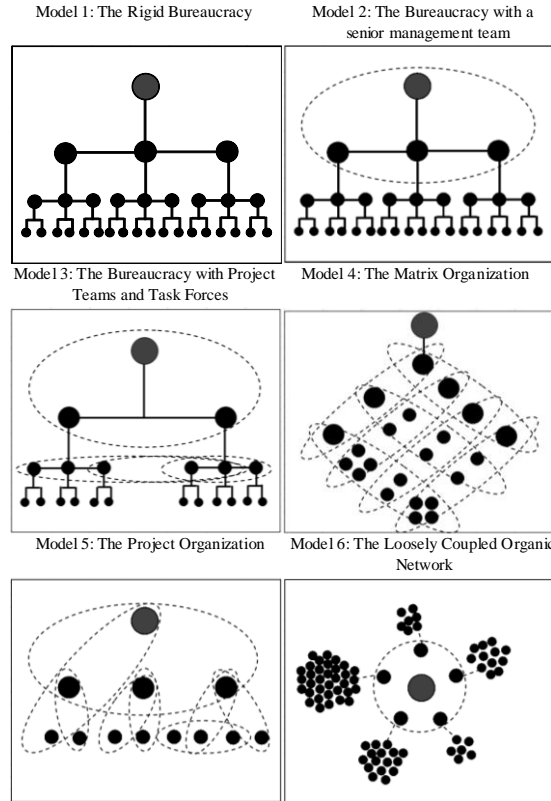 Model 1: The Rigid Bureaucracy
Model 2: The Bureaucracy with a
senior management team
Model 3: The Bureaucracy with Project
Teams and Task Forces
Model 4: The Matrix Organization
Model 5: The Project Organization
Model 6: The Loosely Coupled Organic
Network